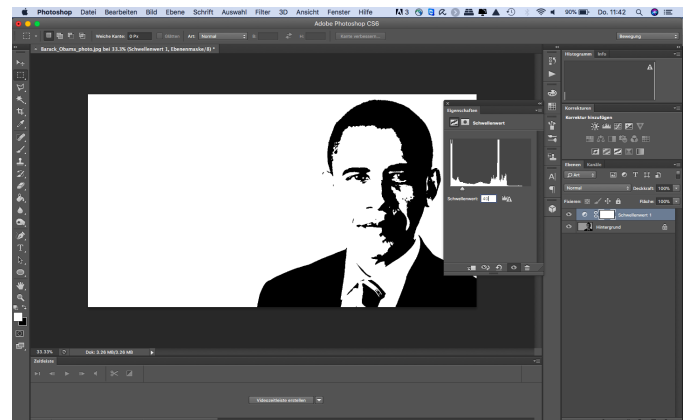 Photoshop Datei Bearbeiten Bild Ebene Schrift Auswahl Filter 3D Ansicht Fenster Hilfe 3 90% Do. 11:42
Adobe Photoshop CS6
Weiche Kante: 0 Px Glätten Art: Normal B: H: Kante verbessern... Bewegung
× Barack_Obama_photo.jpg bei 33.3% (Schwellenwert 1, Ebenenmaske/8) *
Histogramm Info
Eigenschaften
Schwellenwert
Schwellenwert:
Korrekturen
Korrektur hinzufügen
Ebenen Kanäle
Art
Normal Deckkraft: 100%
Fixieren: Fläche: 100%
Schwellenwert 1
Hintergrund
33.33% Dok: 3.26 MB/3.26 MB
Zeitleiste
Videozeitleiste erstellen